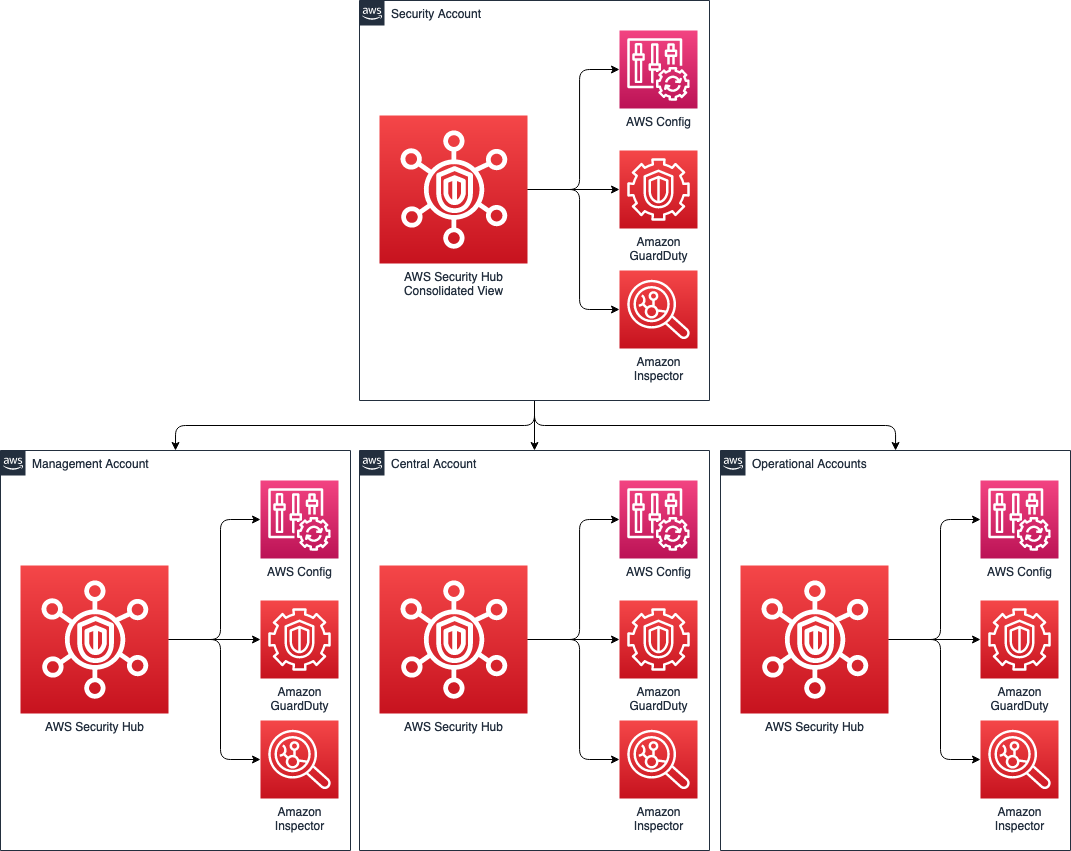 aws
Security Account
AWS Config
Amazon
GuardDuty
AWS Security Hub
Consolidated View
Amazon
Inspector
aws
Management Account
AWS Config
Amazon
GuardDuty
AWS Security Hub
Amazon
Inspector
aws
Central Account
AWS Config
Amazon
GuardDuty
AWS Security Hub
Amazon
Inspector
aws
Operational Accounts
AWS Config
Amazon
GuardDuty
AWS Security Hub
Amazon
Inspector